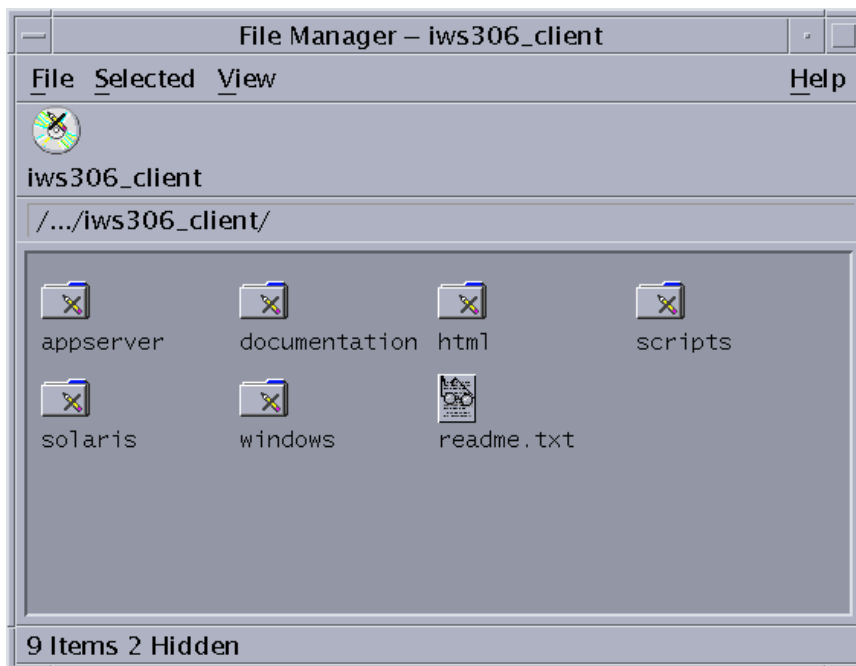 File Manager – iws306_client
File Selected View Help
iws306_client
/.../iws306_client/
appserver documentation html scripts
solaris windows readme.txt
9 Items 2 Hidden